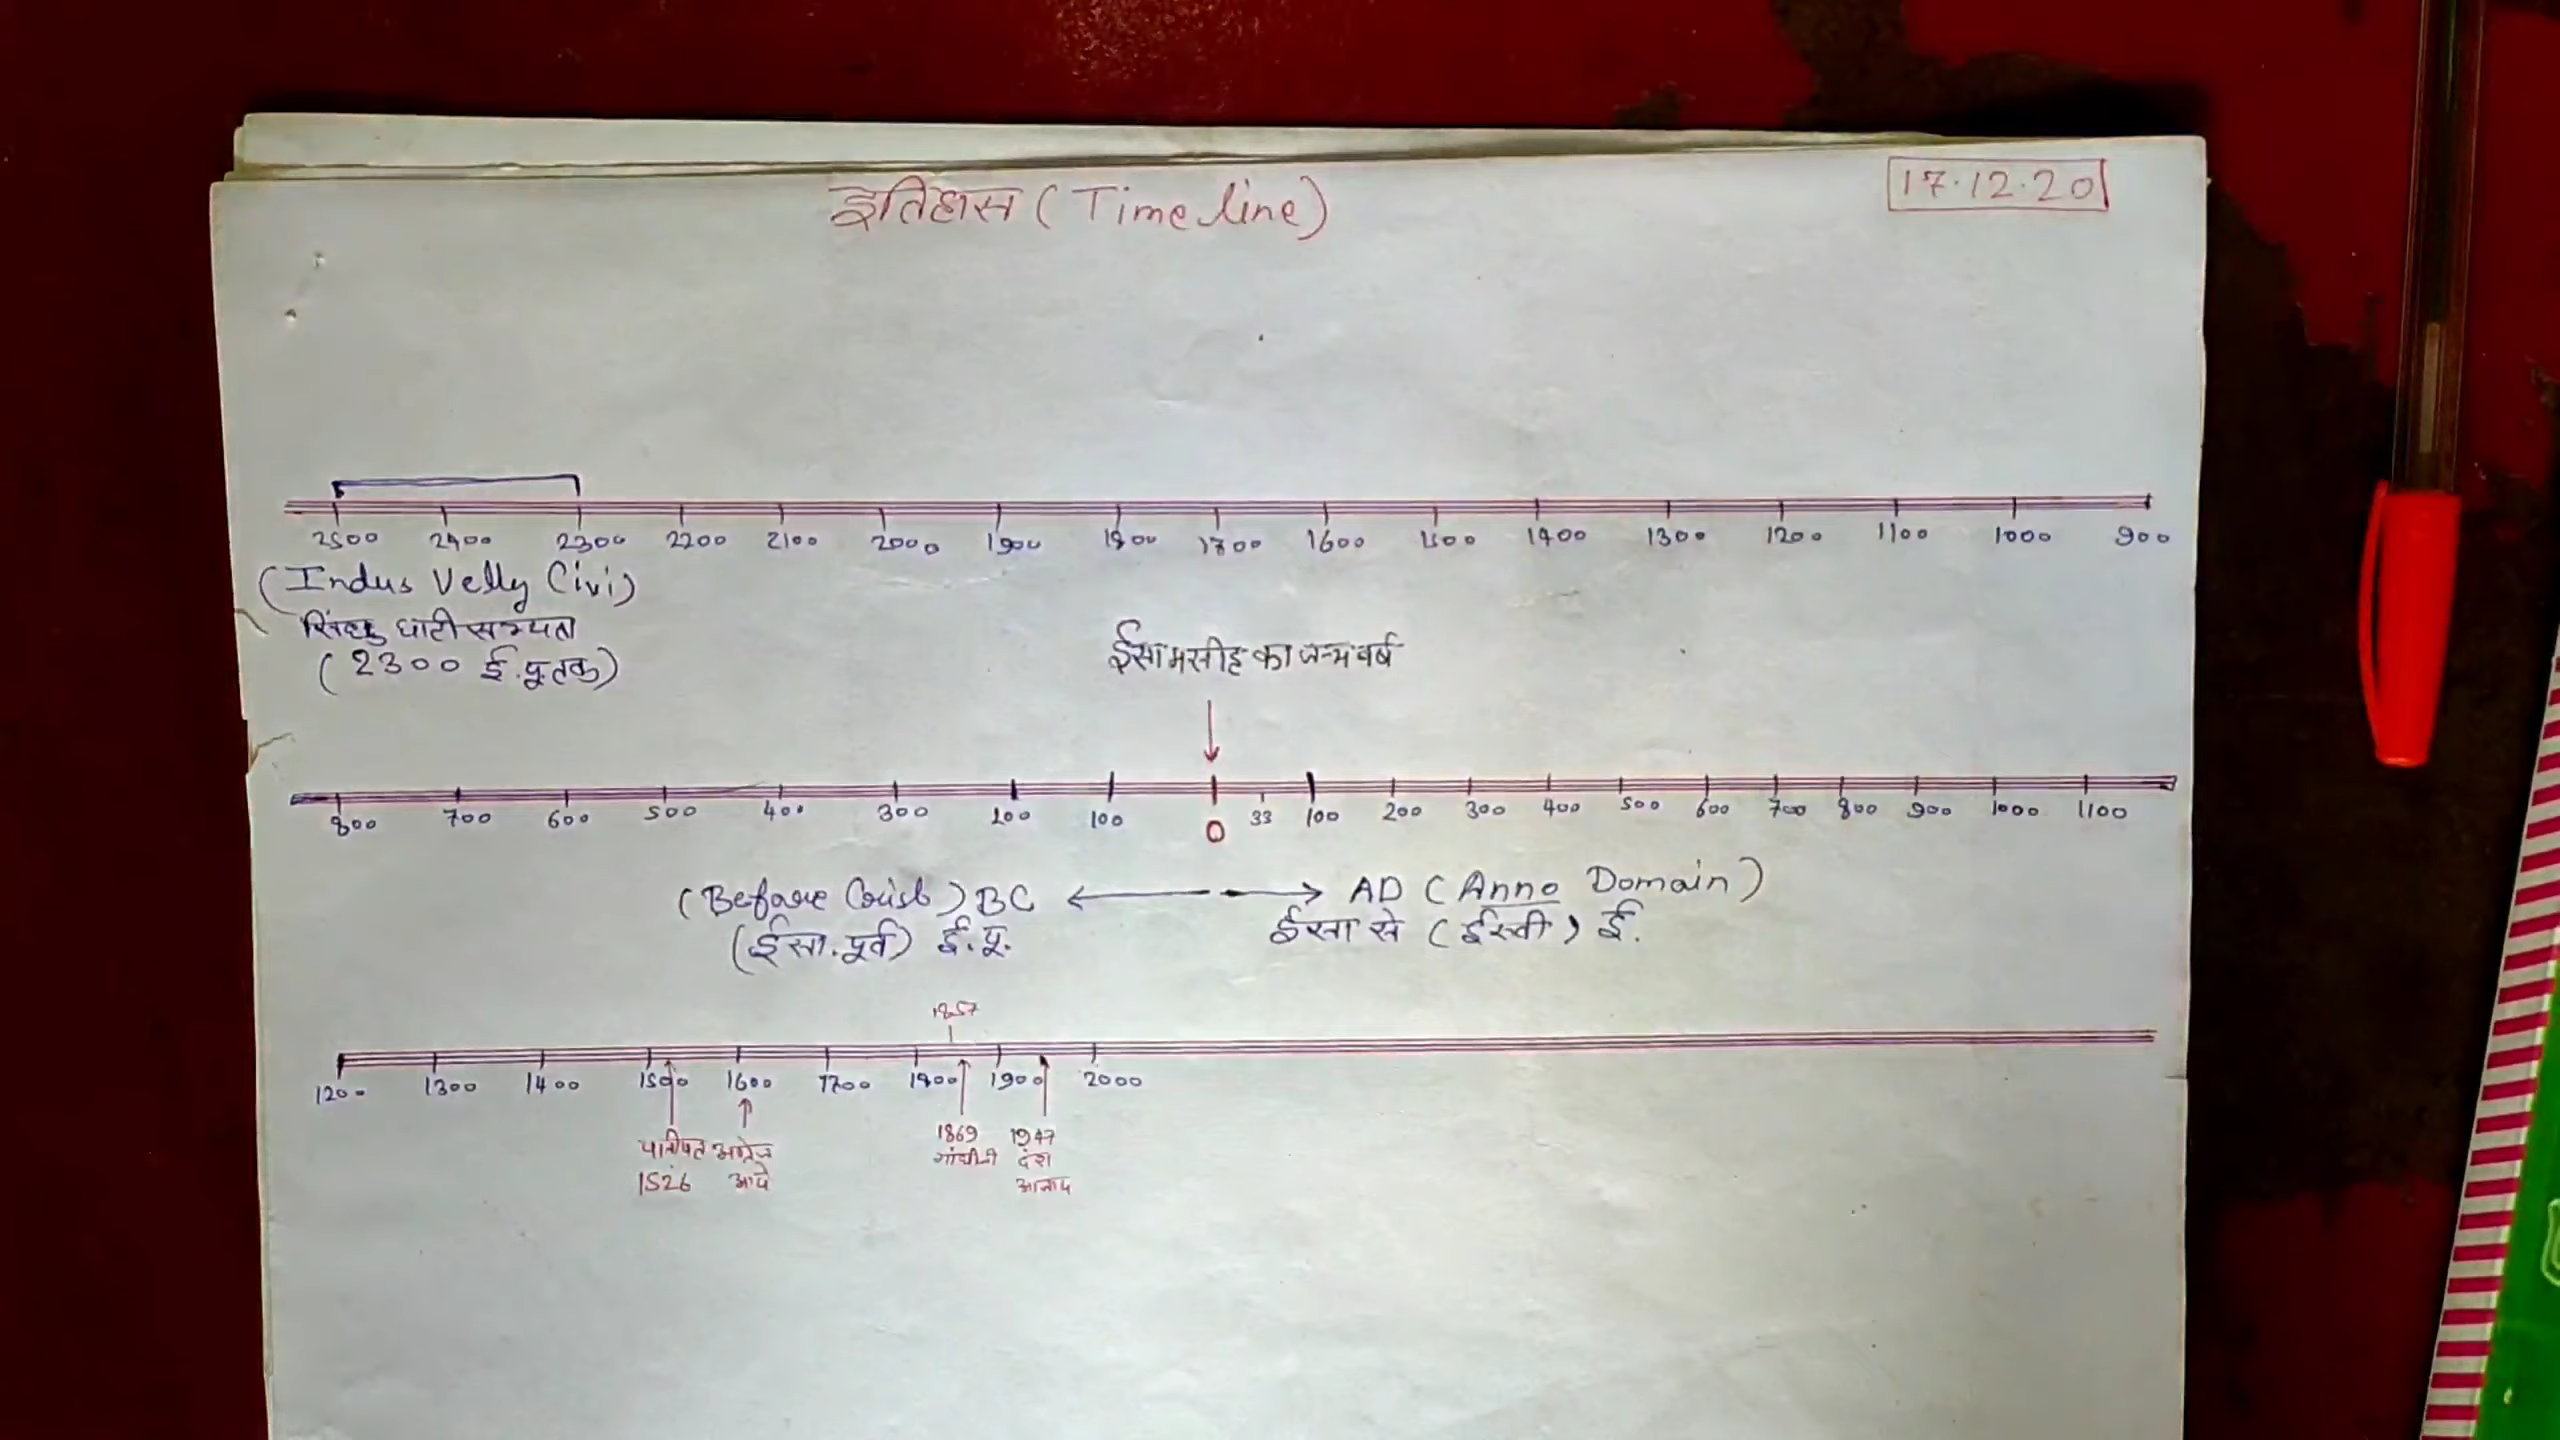 इतिहास (Time line)
17.12.20
2500 2400 2300 2200 2100 2000 1900 1800 1700 1600 1500 1400 1300 1200 1100 1000 900
(Indus Velly Civi)
सिंधु घाटी सभ्यता
(2300 ई.पू.तक)
ईसा मसीह का जन्म वर्ष
800 700 600 500 400 300 200 100 0 33 100 200 300 400 500 600 700 800 900 1000 1100
(Before Crist) BC AD (Anno Domain)
(ईसा.पूर्व) ई.पू. ईसा से (ईस्वी) ई.
1857
1200 1300 1400 1500 1600 1700 1800 1900 2000
पानीपत अंग्रेज 1869 1947
1526 आये गांधीजी देश
आजाद